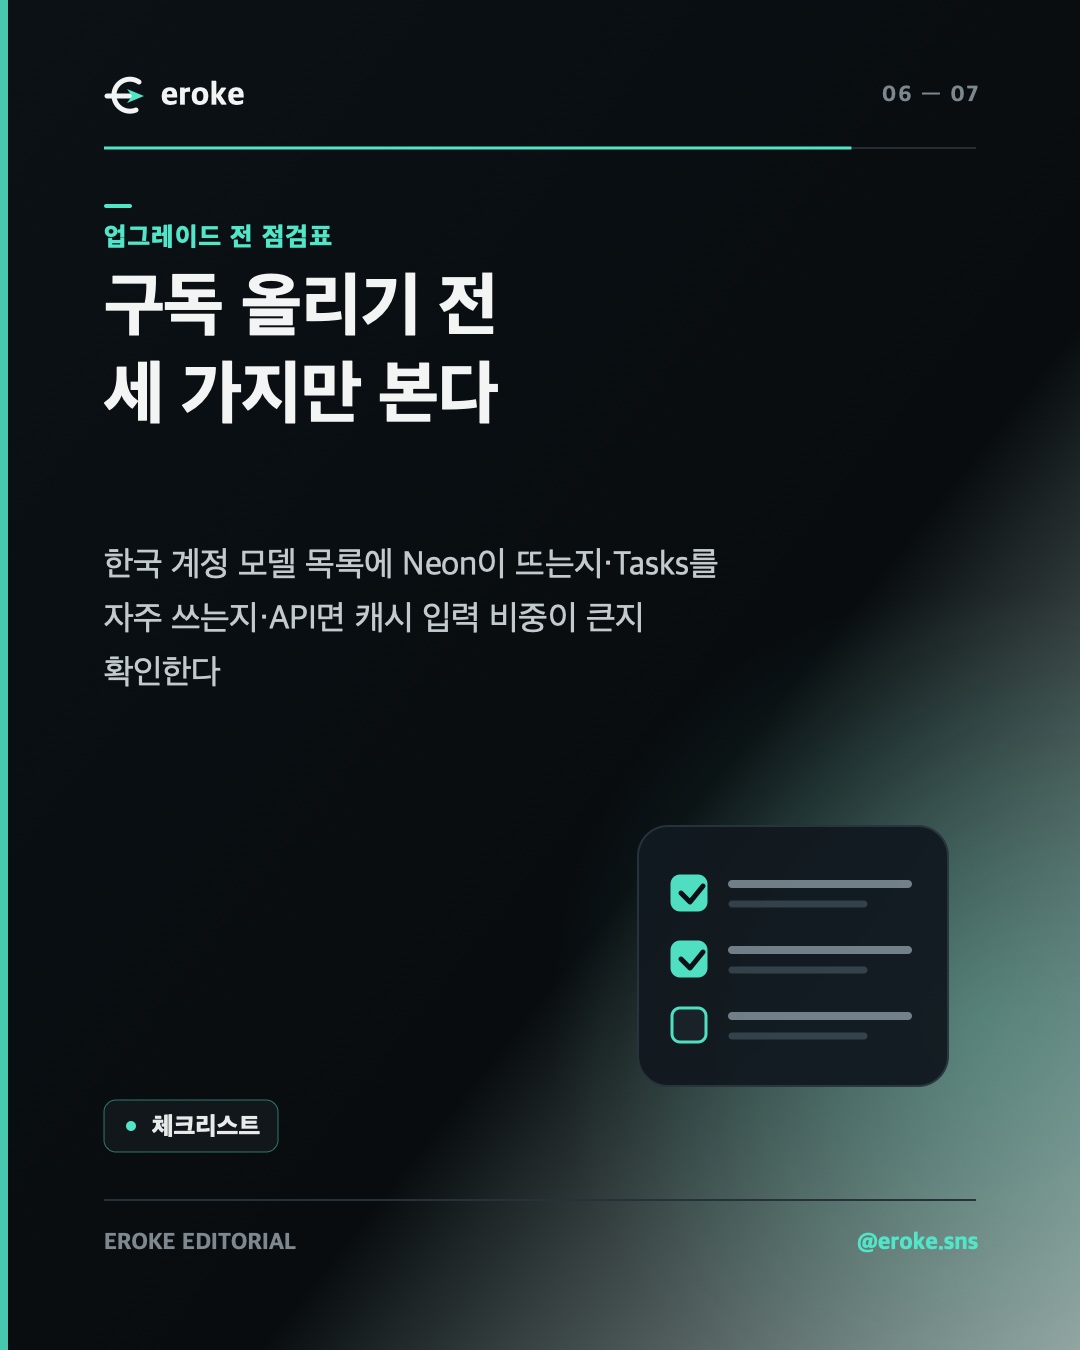 eroke
06 — 07
업그레이드 전 점검표
구독 올리기 전
세 가지만 본다
한국 계정 모델 목록에 Neon이 뜨는지·Tasks를
자주 쓰는지·API면 캐시 입력 비중이 큰지
확인한다
체크리스트
EROKE EDITORIAL
@eroke.sns